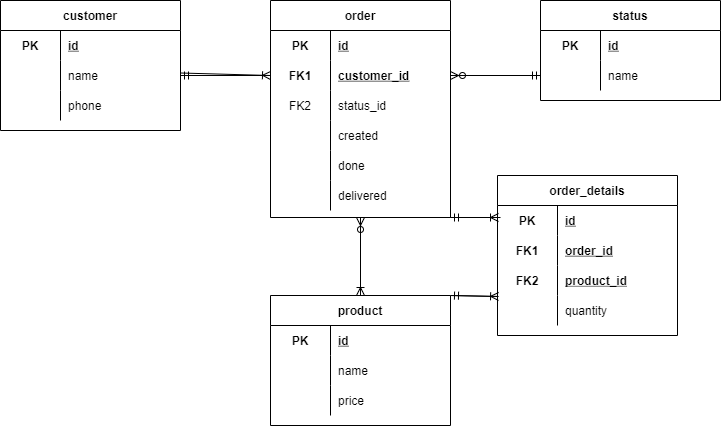 customer
PK id
name
phone
order
PK id
FK1 customer_id
FK2 status_id
created
done
delivered
status
PK id
name
order_details
PK id
FK1 order_id
FK2 product_id
quantity
product
PK id
name
price